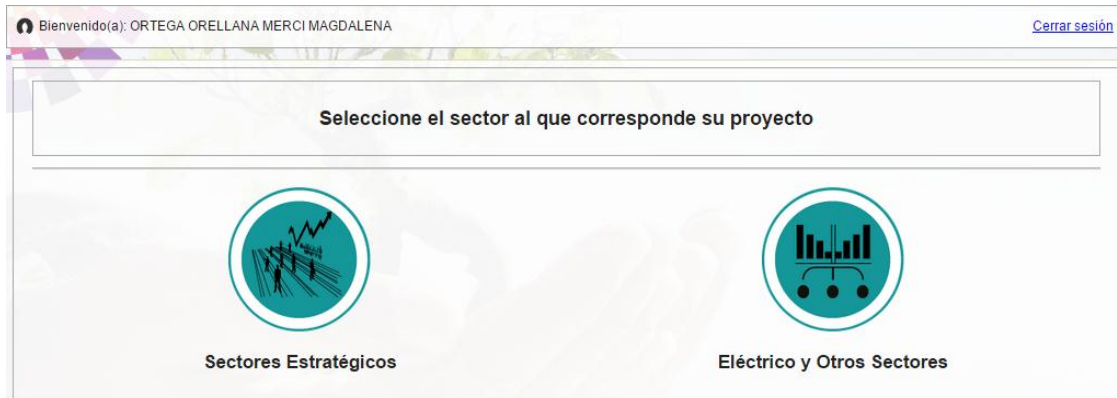 Bienvenido(a): ORTEGA ORELLANA MERCI MAGDALENA
Cerrar sesión
Seleccione el sector al que corresponde su proyecto
Sectores Estratégicos
Eléctrico y Otros Sectores